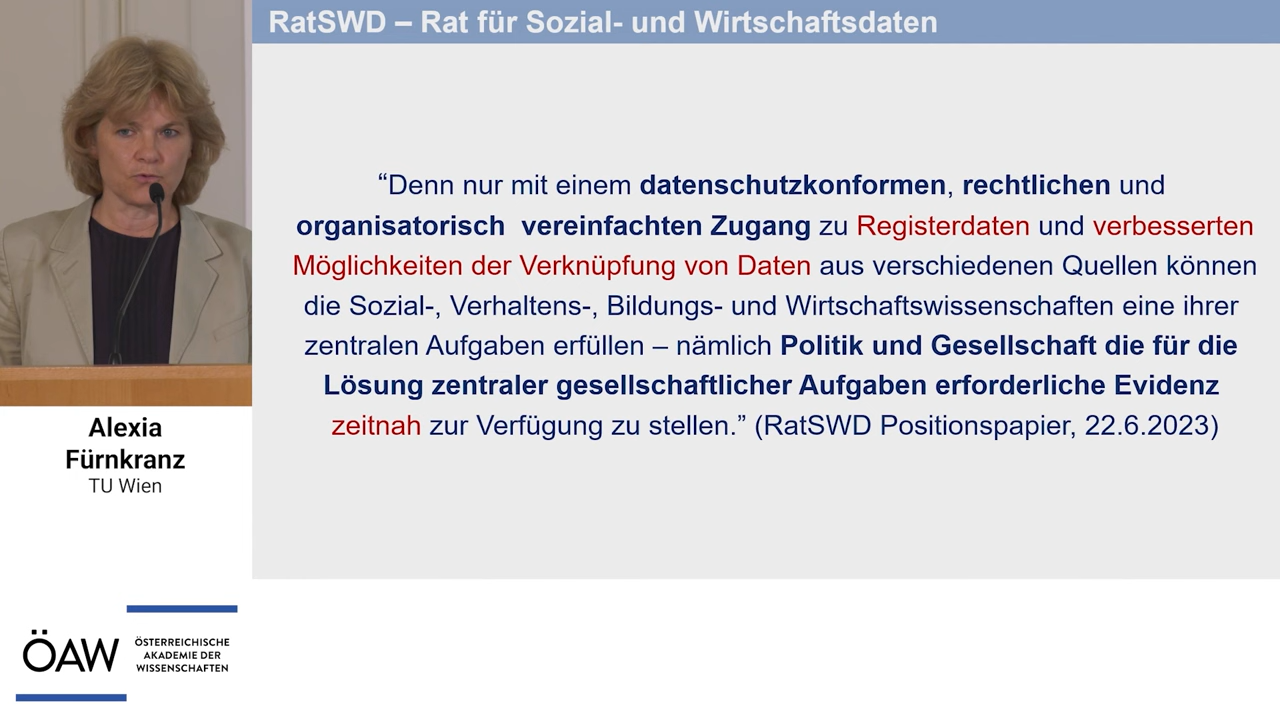 RatSWD – Rat für Sozial- und Wirtschaftsdaten
“Denn nur mit einem datenschutzkonformen, rechtlichen und
organisatorisch vereinfachten Zugang zu Registerdaten und verbesserten
Möglichkeiten der Verknüpfung von Daten aus verschiedenen Quellen können
die Sozial-, Verhaltens-, Bildungs- und Wirtschaftswissenschaften eine ihrer
zentralen Aufgaben erfüllen – nämlich Politik und Gesellschaft die für die
Lösung zentraler gesellschaftlicher Aufgaben erforderliche Evidenz
zeitnah zur Verfügung zu stellen.” (RatSWD Positionspapier, 22.6.2023)
Alexia
Fürnkranz
TU Wien
ÖAW
ÖSTERREICHISCHE
AKADEMIE DER
WISSENSCHAFTEN